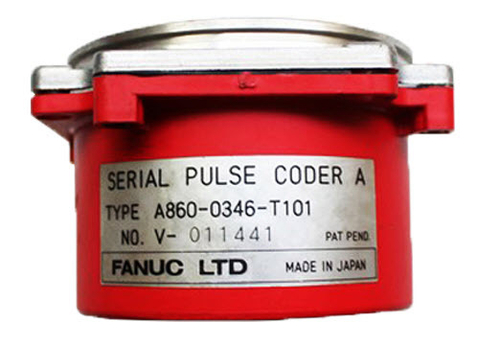 SERIAL PULSE CODER A
TYPE A860-0346-T101
NO. V- 011441 PAT PEND.
FANUC LTD MADE IN JAPAN